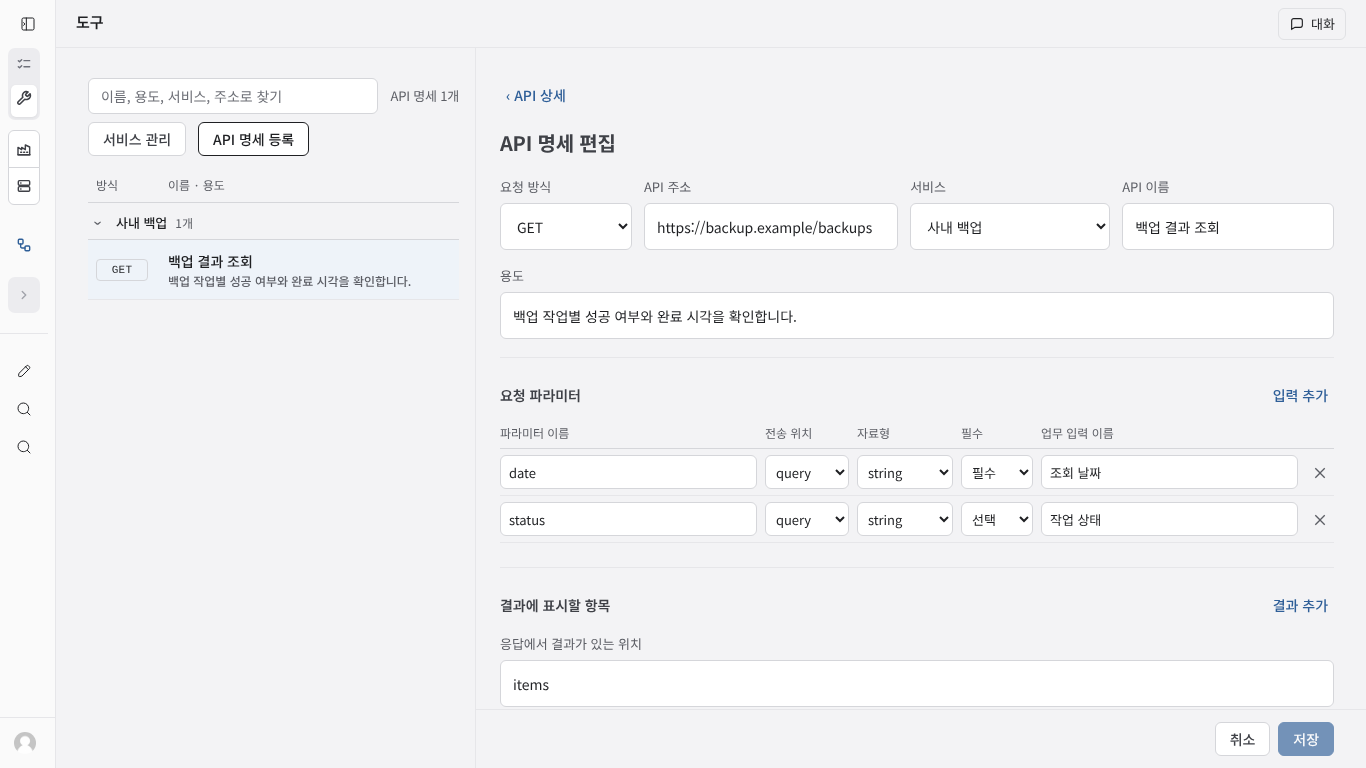 도구
대화
이름, 용도, 서비스, 주소로 찾기
API 명세 1개
서비스 관리
API 명세 등록
방식
이름 · 용도
사내 백업 1개
GET
백업 결과 조회
백업 작업별 성공 여부와 완료 시각을 확인합니다.
‹ API 상세
API 명세 편집
요청 방식
API 주소
서비스
API 이름
GET
https://backup.example/backups
사내 백업
백업 결과 조회
용도
백업 작업별 성공 여부와 완료 시각을 확인합니다.
요청 파라미터
입력 추가
파라미터 이름
전송 위치
자료형
필수
업무 입력 이름
date
query
string
필수
조회 날짜
status
query
string
선택
작업 상태
결과에 표시할 항목
결과 추가
응답에서 결과가 있는 위치
items
취소
저장